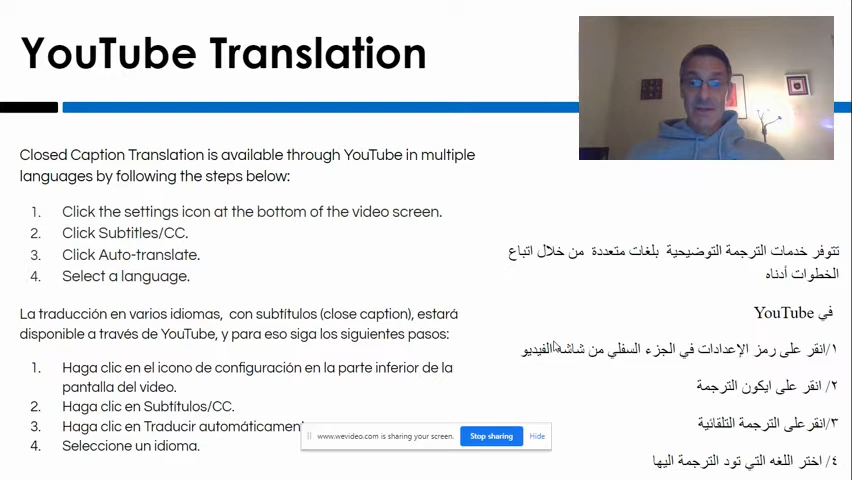 YouTube Translation
Closed Caption Translation is available through YouTube in multiple
languages by following the steps below:
1. Click the settings icon at the bottom of the video screen.
2. Click Subtitles/CC.
3. Click Auto-translate.
4. Select a language.
La traducción en varios idiomas, con subtítulos (close caption), estará
disponible a través de YouTube, y para eso siga los siguientes pasos:
1. Haga clic en el icono de configuración en la parte inferior de la
pantalla del video.
2. Haga clic en Subtítulos/CC.
3. Haga clic en Traducir automáticament
4. Seleccione un idioma.
تتوفر خدمات الترجمة التوضيحية بلغات متعددة من خلال اتباع
الخطوات أدناه
في YouTube
١/انقر على رمز الإعدادات في الجزء السفلي من شاشة الفيديو
٢/ انقر على ايكون الترجمة
٣/انقرعلى الترجمة التلقائية
٤/ اختر اللغه التي تود الترجمة اليها
www.wevideo.com is sharing your screen. Stop sharing Hide